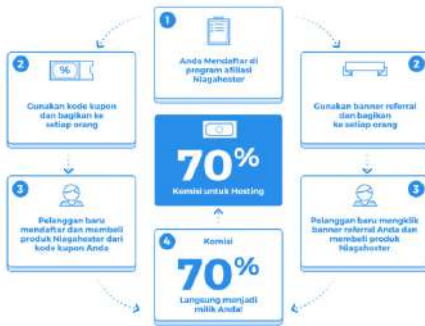 1
Anda Mendaftar di
program afiliasi
Niagahoster
2
%
Gunakan kode kupon
dan bagikan ke
setiap orang
2
Gunakan banner referral
dan bagikan
ke setiap orang
70%
Komisi untuk Hosting
3
Pelanggan baru
mendaftar dan membeli
produk Niagahoster dari
kode kupon Anda
3
Pelanggan baru mengklik
banner referral Anda dan
membeli produk
Niagahoster
4
Komisi
70%
Langsung menjadi
milik Anda!